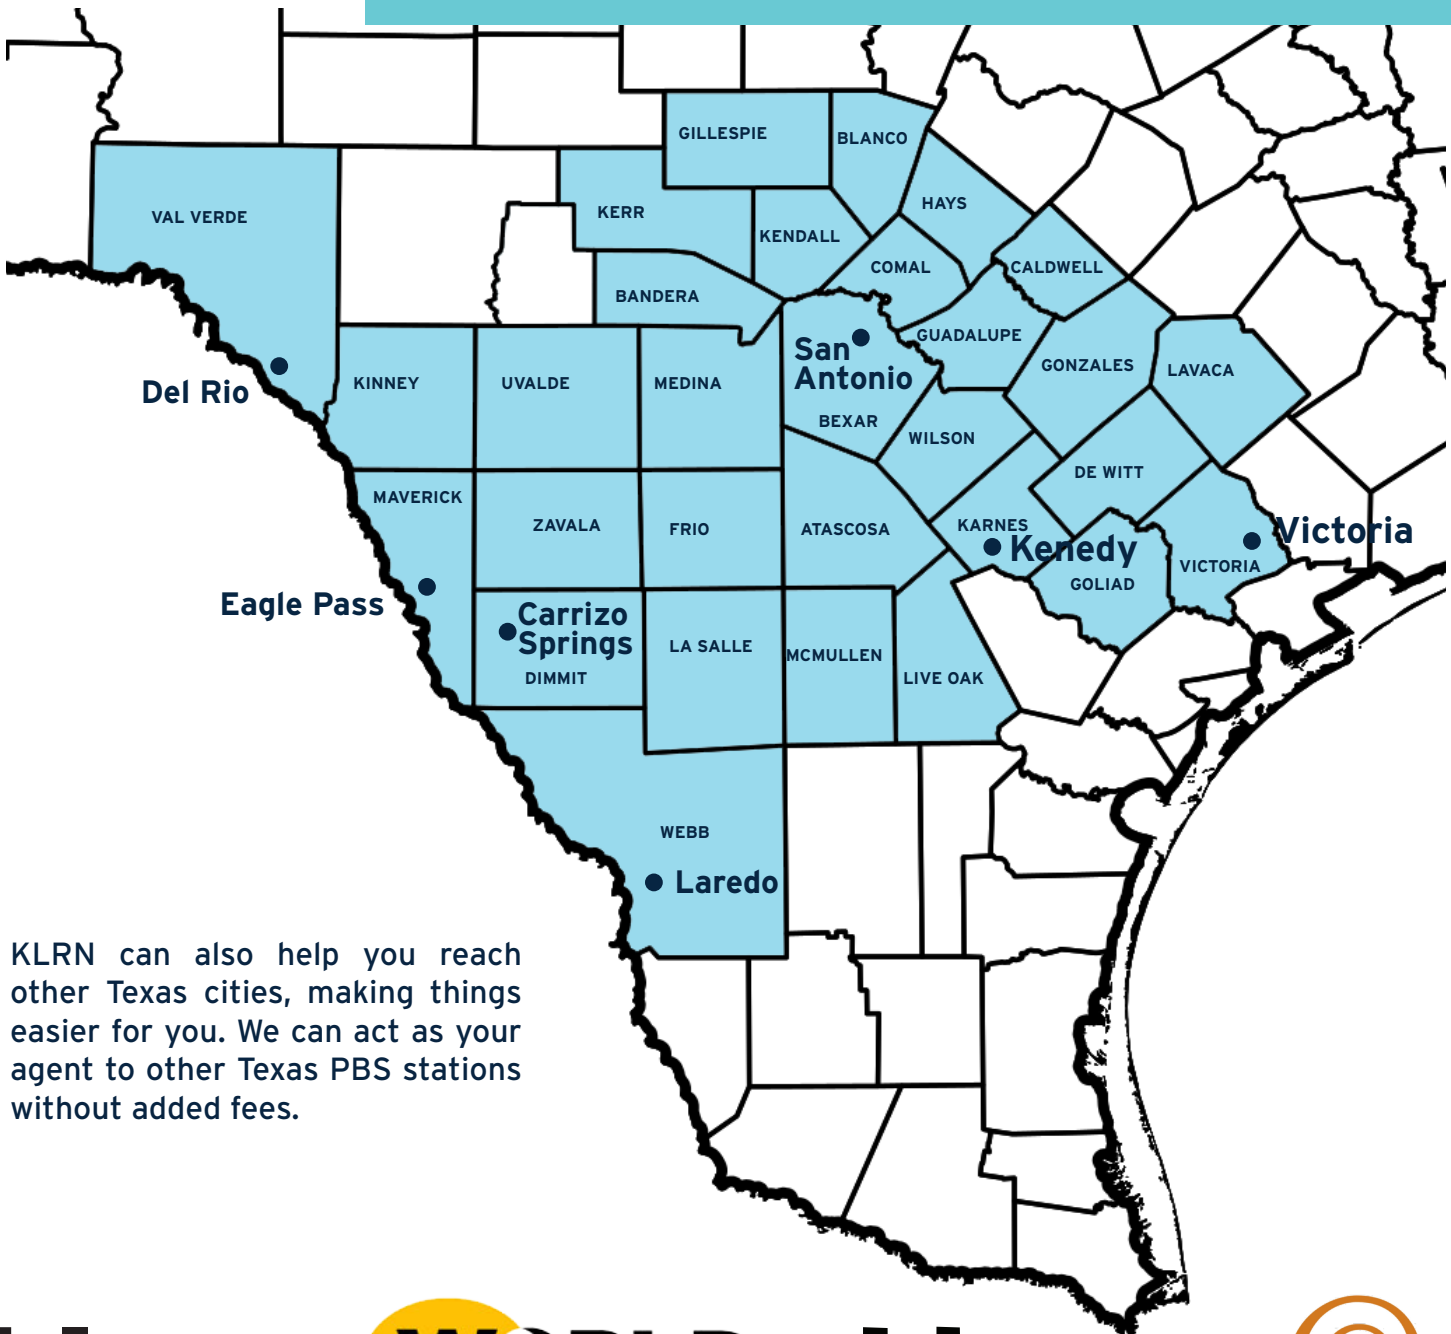 GILLESPIE
BLANCO
VAL VERDE
KERR
HAYS
KENDALL
COMAL
CALDWELL
BANDERA
GUADALUPE
San
Antonio
GONZALES
LAVACA
Del Rio
KINNEY
UVALDE
MEDINA
BEXAR
WILSON
DE WITT
MAVERICK
ZAVALA
FRIO
ATASCOSA
KARNES
Kenedy
Victoria
VICTORIA
GOLIAD
Eagle Pass
Carrizo
Springs
DIMMIT
LA SALLE
MCMULLEN
LIVE OAK
WEBB
Laredo
KLRN can also help you reach
other Texas cities, making things
easier for you. We can act as your
agent to other Texas PBS stations
without added fees.